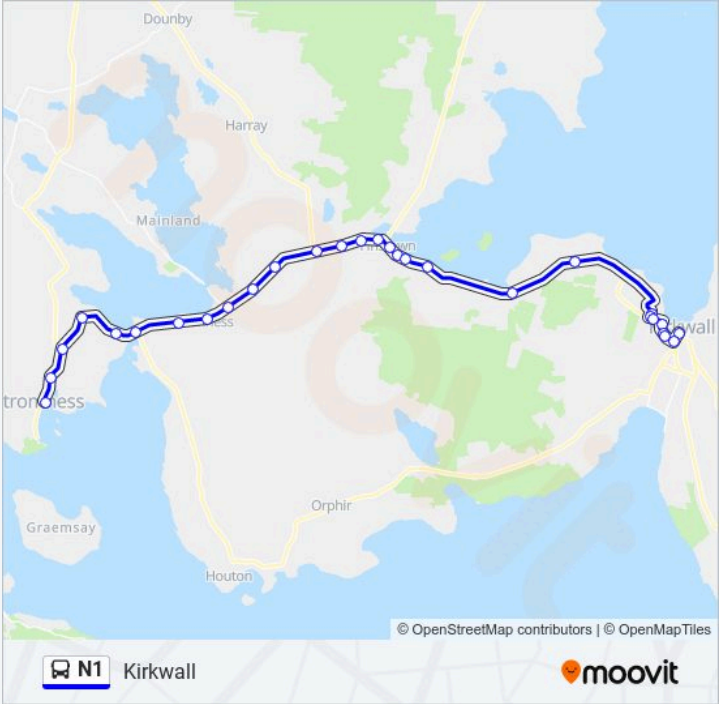 Dounby
Harray
Mainland
Orphir
Graemsay
Houton
© OpenStreetMap contributors | © OpenMapTiles
N1 Kirkwall
moovit